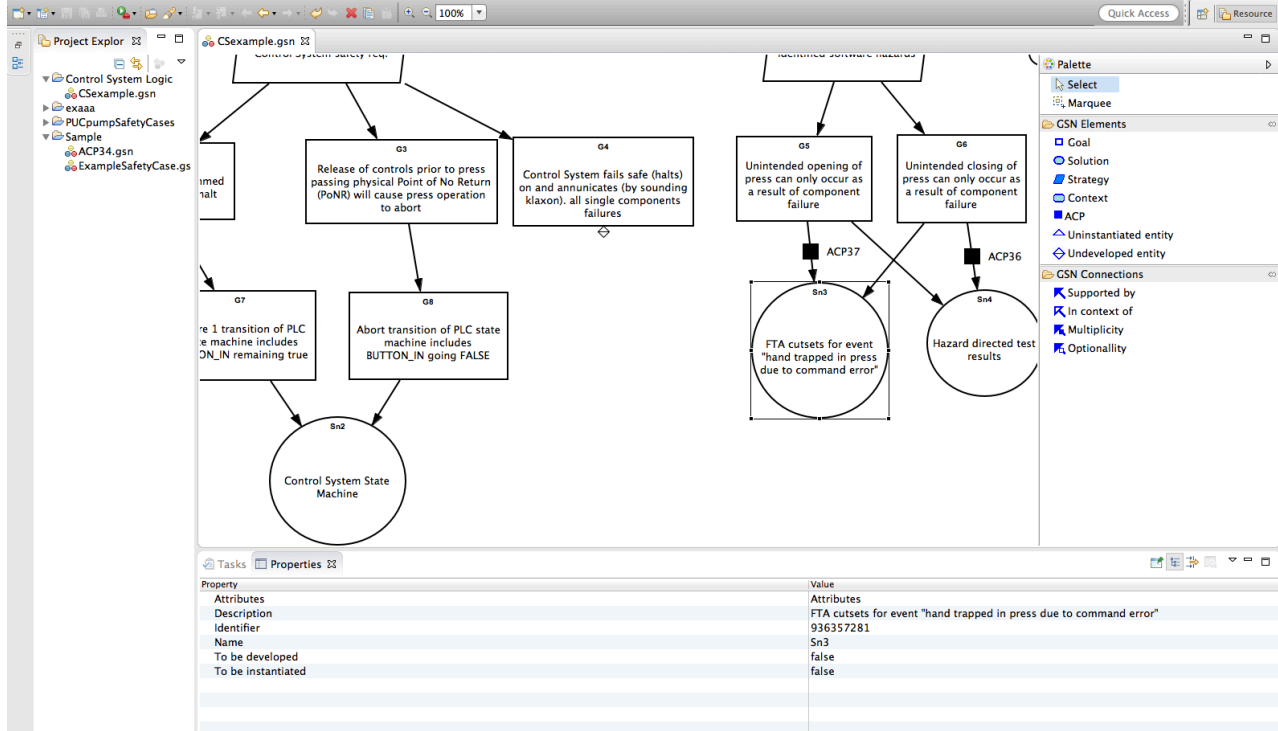 100%
Quick Access
Resource
Project Explor
Control System Logic
CSexample.gsn
exaaa
PUCpumpSafetyCases
Sample
ACP34.gsn
ExampleSafetyCase.gs
CSexample.gsn
Control System safety req.
Identified software hazards
mmed
halt
G3
Release of controls prior to press
passing physical Point of No Return
(PoNR) will cause press operation
to abort
G4
Control System fails safe (halts)
on and annunicates (by sounding
klaxon). all single components
failures
G5
Unintended opening of
press can only occur as
a result of component
failure
G6
Unintended closing of
press can only occur as
a result of component
failure
ACP37
ACP36
G7
re 1 transition of PLC
te machine includes
ON_IN remaining true
G8
Abort transition of PLC state
machine includes
BUTTON_IN going FALSE
Sn3
FTA cutsets for event
"hand trapped in press
due to command error"
Sn4
Hazard directed test
results
Sn2
Control System State
Machine
Palette
Select
Marquee
GSN Elements
Goal
Solution
Strategy
Context
ACP
Uninstantiated entity
Undeveloped entity
GSN Connections
Supported by
In context of
Multiplicity
Optionallity
Tasks
Properties
Property Value
Attributes Attributes
Description FTA cutsets for event "hand trapped in press due to command error"
Identifier 936357281
Name Sn3
To be developed false
To be instantiated false